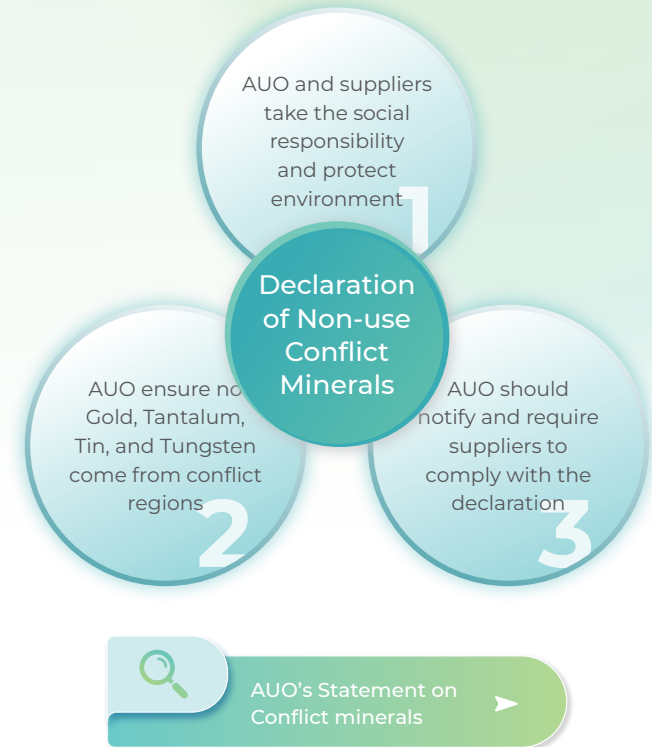 AUO and suppliers
take the social
responsibility
and protect
environment
1
Declaration
of Non-use
Conflict
Minerals
AUO ensure no
Gold, Tantalum,
Tin, and Tungsten
come from conflict
regions
2
AUO should
notify and require
suppliers to
comply with the
declaration
3
AUO's Statement on
Conflict minerals